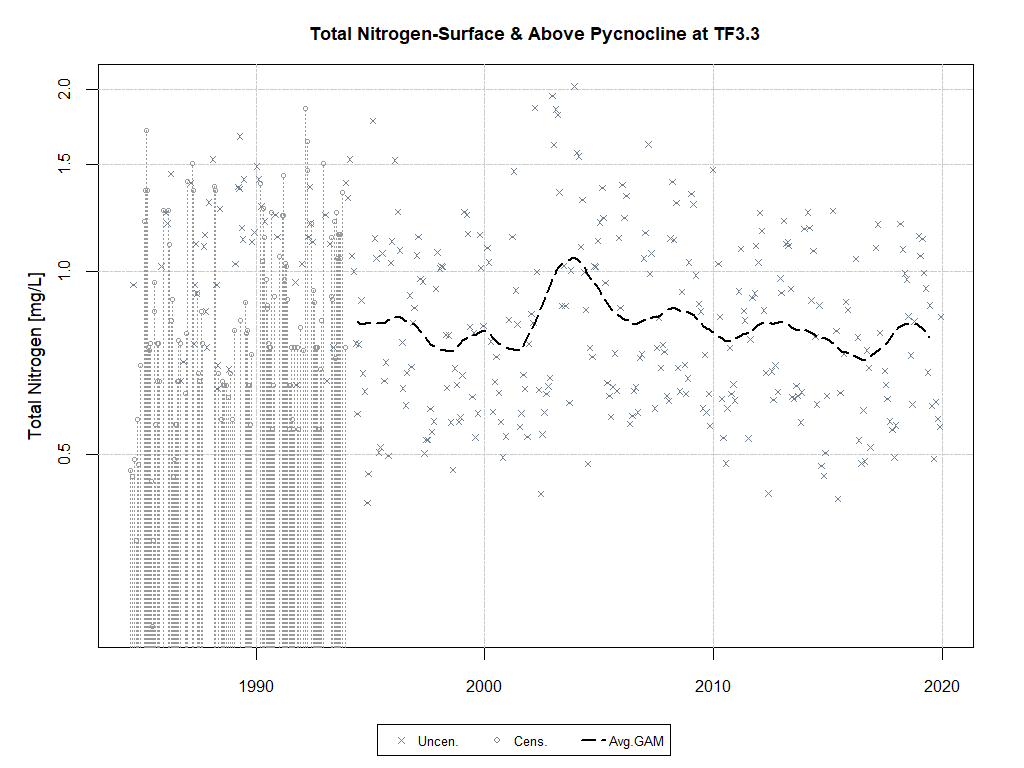 Total Nitrogen-Surface & Above Pycnocline at TF3.3
Total Nitrogen [mg/L]
2.0
1.5
1.0
0.5
1990 2000 2010 2020
Uncen. Cens. Avg.GAM